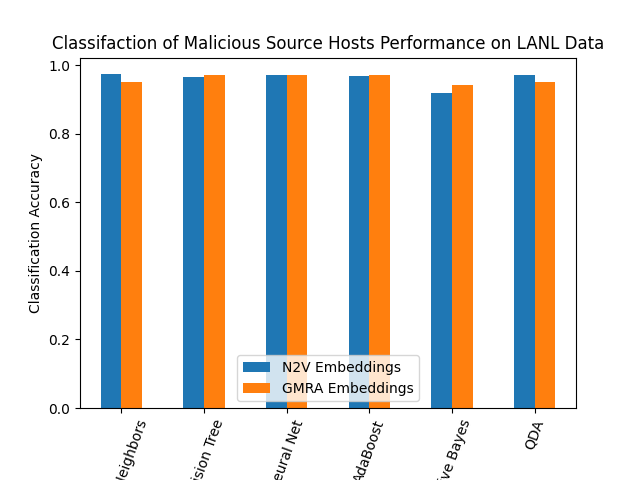 Classifaction of Malicious Source Hosts Performance on LANL Data
Classification Accuracy
1.0
0.8
0.6
0.4
0.2
0.0
N2V Embeddings
GMRA Embeddings
Neighbors
ision Tree
eural Net
AdaBoost
ive Bayes
QDA